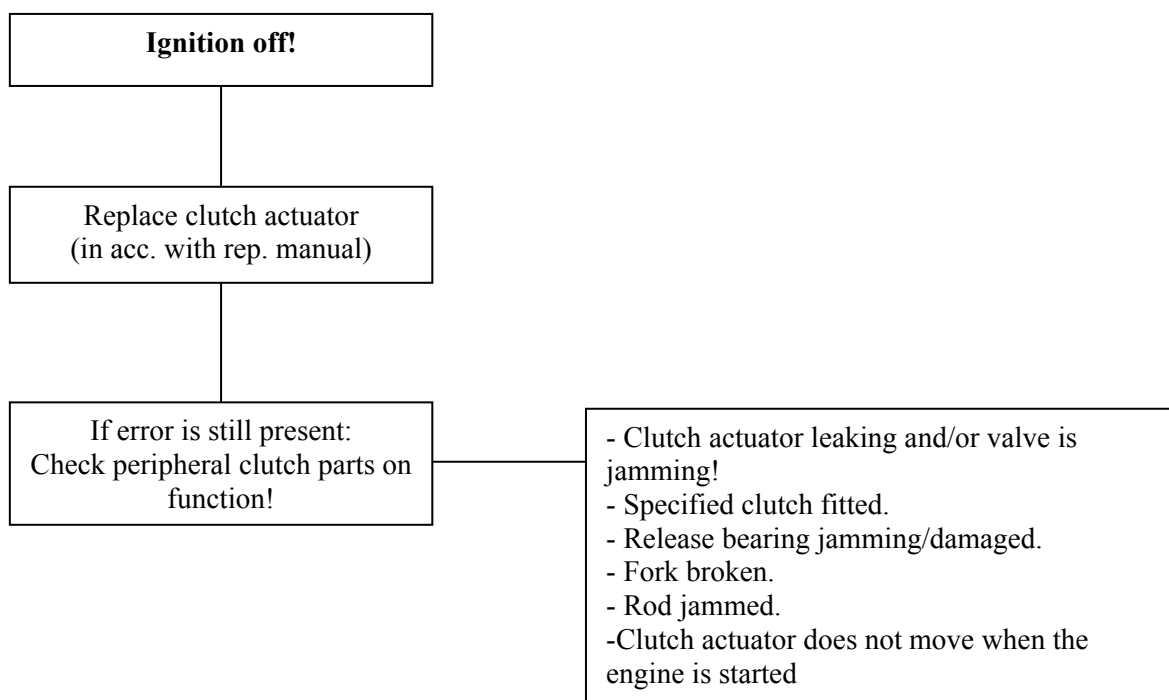 Ignition off!
Replace clutch actuator
(in acc. with rep. manual)
If error is still present:
Check peripheral clutch parts on
function!
- Clutch actuator leaking and/or valve is
jamming!
- Specified clutch fitted.
- Release bearing jamming/damaged.
- Fork broken.
- Rod jammed.
-Clutch actuator does not move when the
engine is started